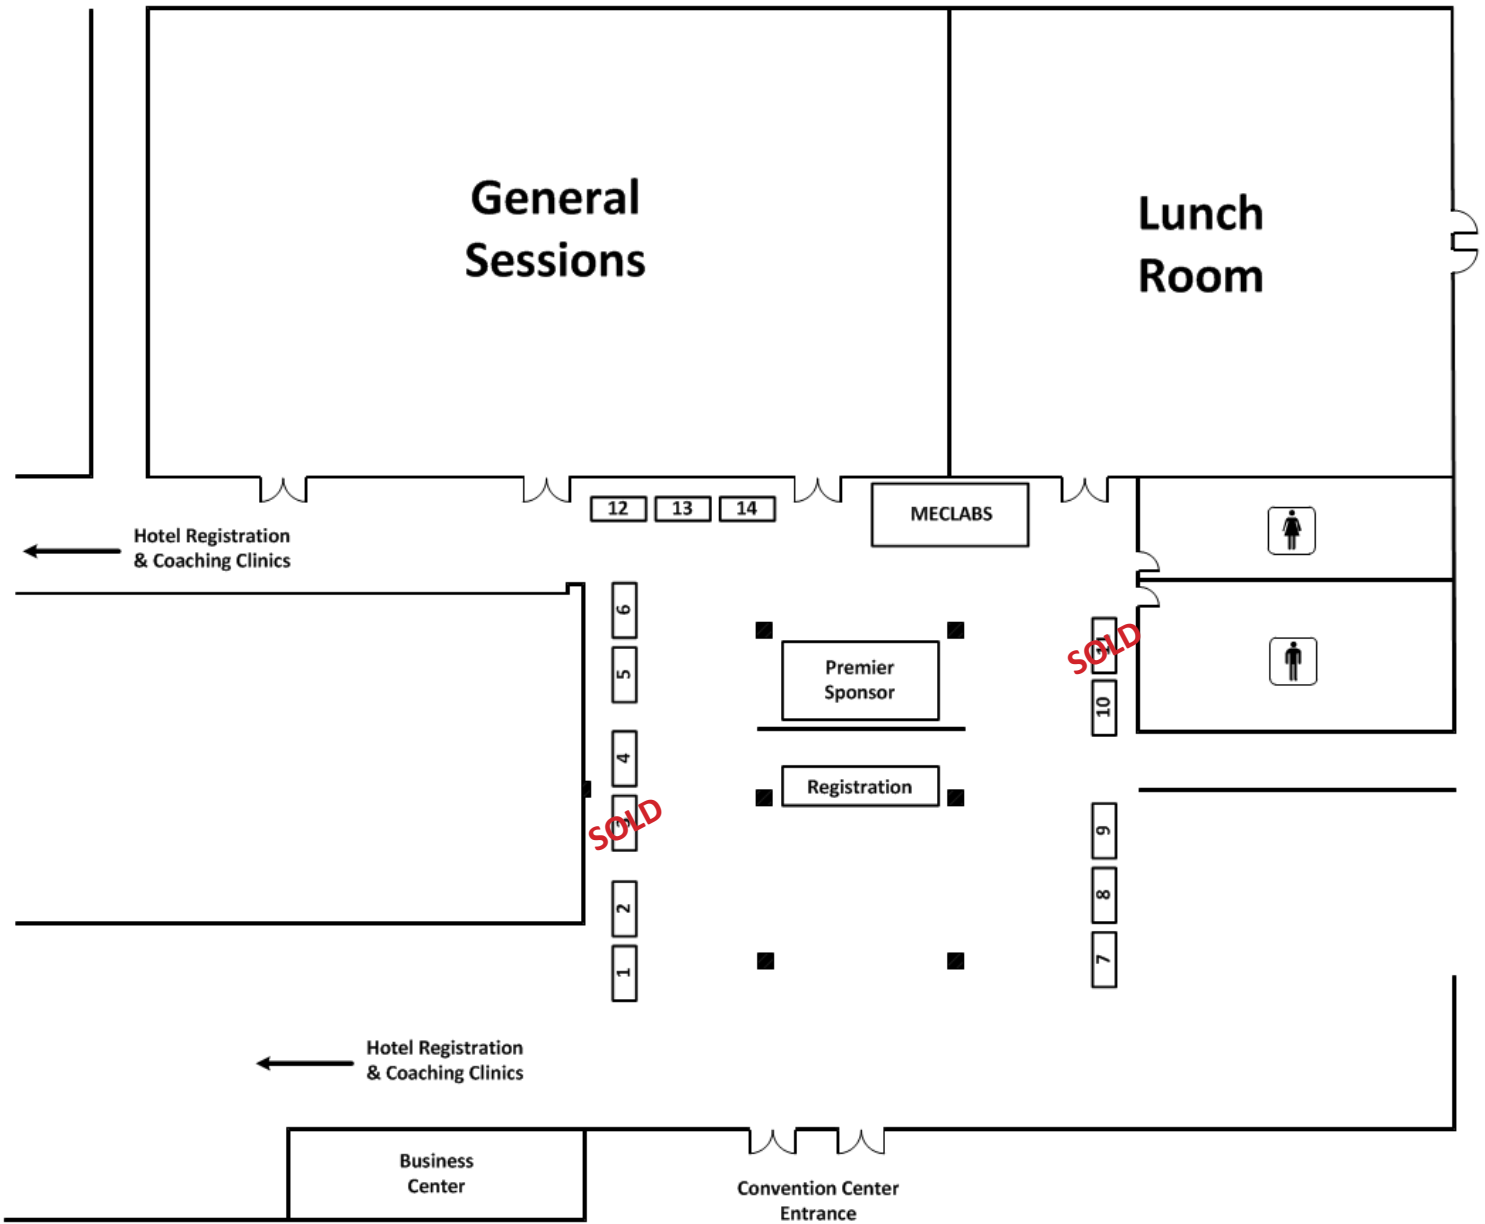 General
Sessions
Lunch
Room
12
13
14
MECLABS
Hotel Registration
& Coaching Clinics
6
5
4
SOLD
2
1
Premier
Sponsor
Registration
11
SOLD
10
9
8
7
Hotel Registration
& Coaching Clinics
Business
Center
Convention Center
Entrance